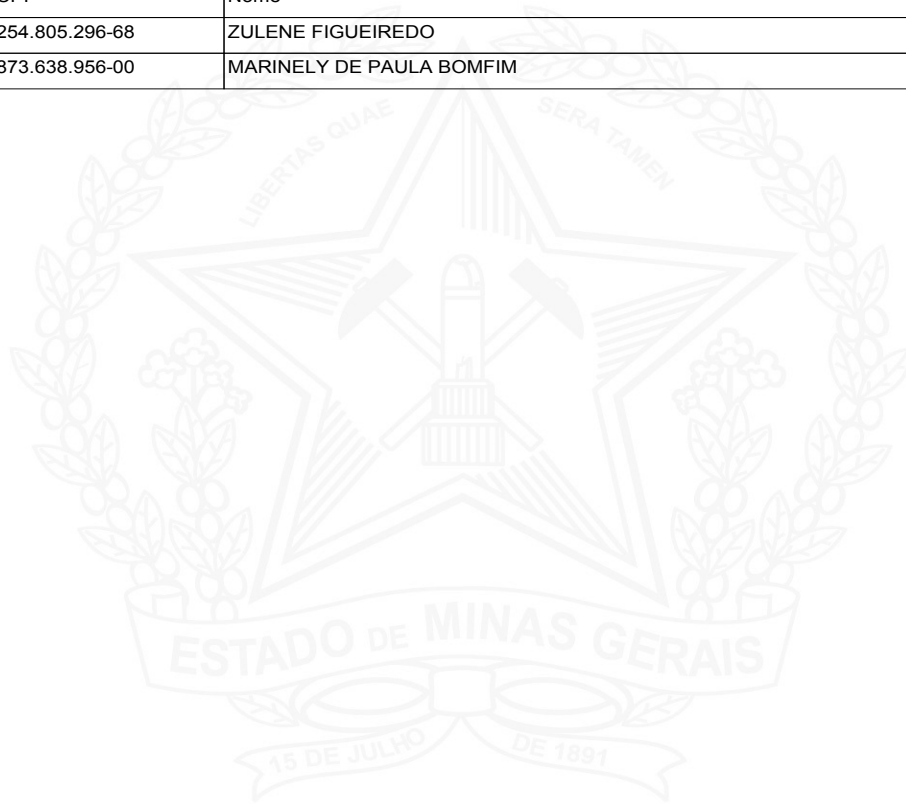 254.805.296-68 ZULENE FIGUEIREDO
873.638.956-00 MARINELY DE PAULA BOMFIM
LIBERTAS QUAE SERA TAMEN
ESTADO DE MINAS GERAIS
15 DE JULHO DE 1891